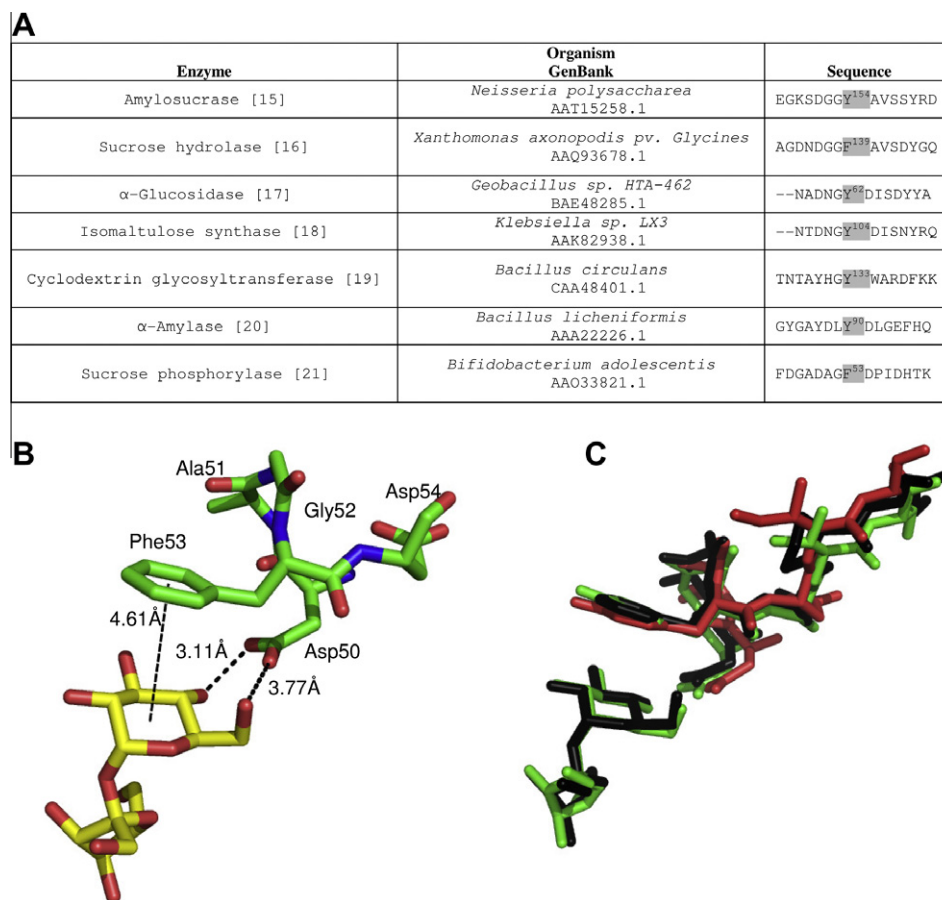 A
Enzyme
Organism
GenBank
Sequence
Amylosucrase [15]
Neisseria polysaccharea
AAT15258.1
EGKSDGGY154AVSSYRD
Sucrose hydrolase [16]
Xanthomonas axonopodis pv. Glycines
AAQ93678.1
AGDNDGGF139AVSDYGQ
α-Glucosidase [17]
Geobacillus sp. HTA-462
BAE48285.1
--NADNGY62DISDYYA
Isomaltulose synthase [18]
Klebsiella sp. LX3
AAK82938.1
--NTDNGY104DISNYRQ
Cyclodextrin glycosyltransferase [19]
Bacillus circulans
CAA48401.1
TNTAYHGY133WARDFKK
α-Amylase [20]
Bacillus licheniformis
AAA22226.1
GYGAYDLY90DLGEFHQ
Sucrose phosphorylase [21]
Bifidobacterium adolescentis
AAO33821.1
FDGADAGF53DPIDHTK
B
Ala51
Asp54
Gly52
Phe53
4.61Å
3.11Å
Asp50
3.77Å
C